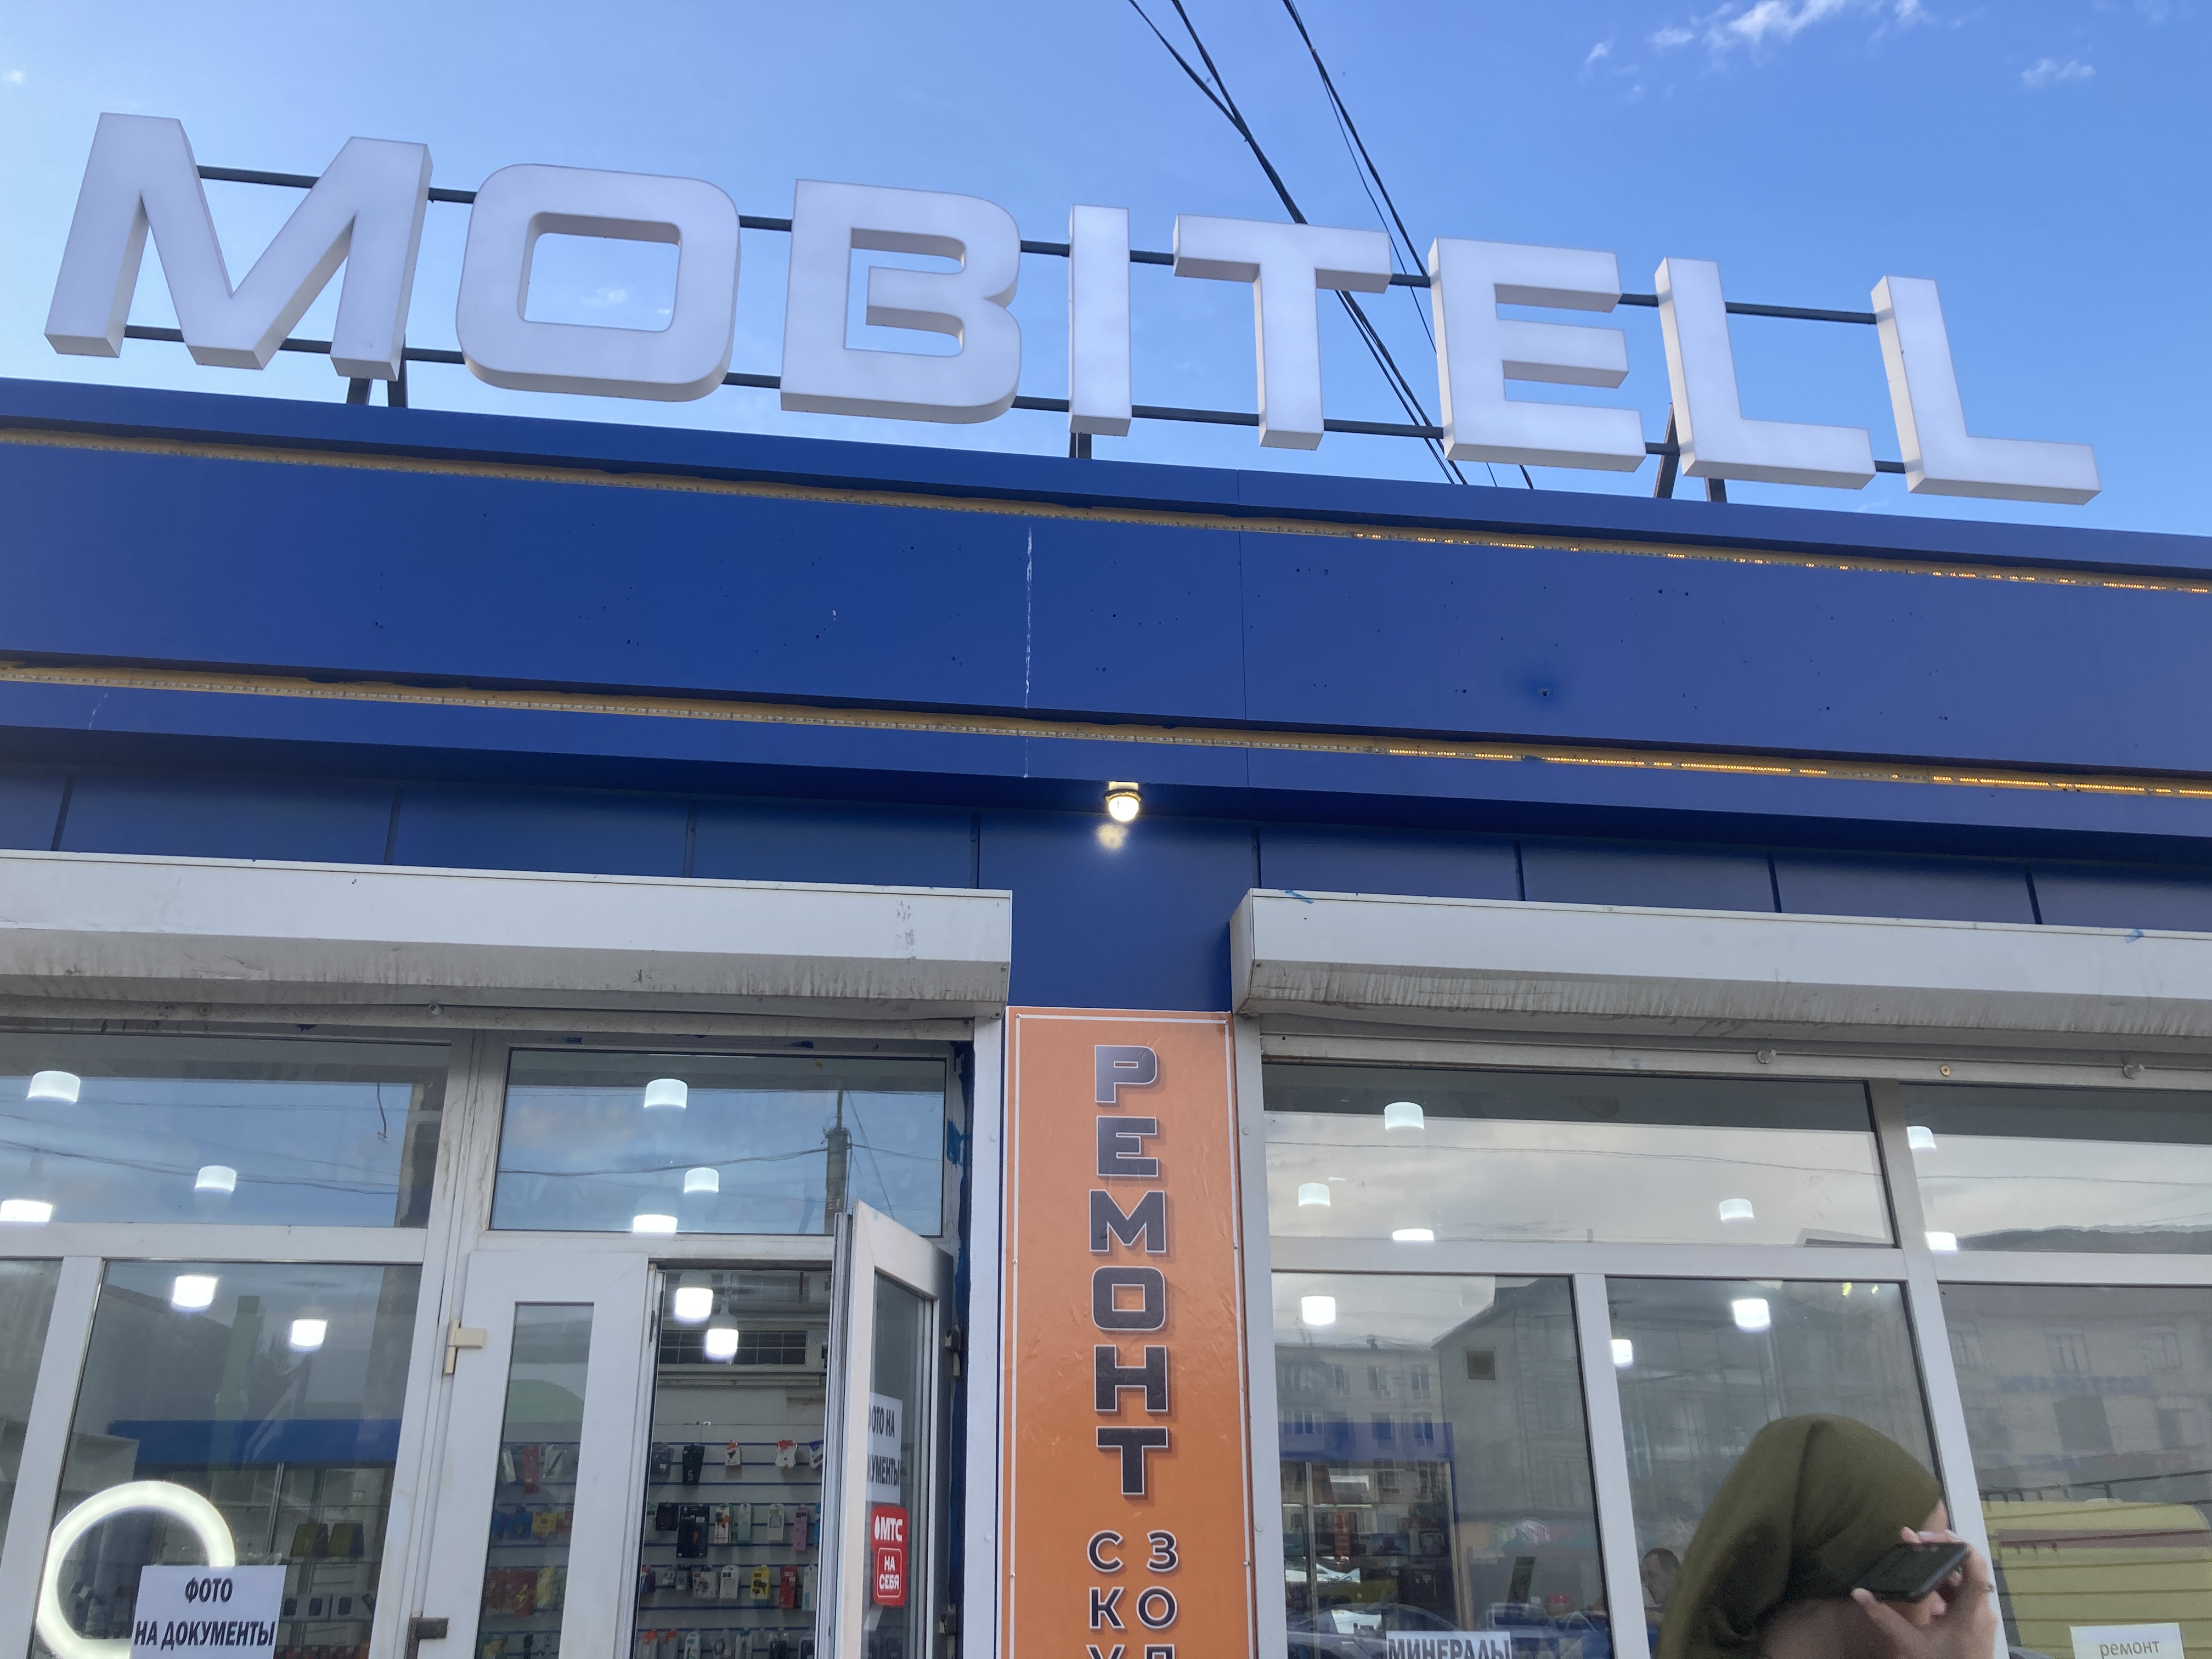 MOBITELL
РЕМОНТ
ФОТО
НА ДОКУМЕНТЫ
МТС
НА
СЕБЯ
МИНЕРАЛЫ
ремонт